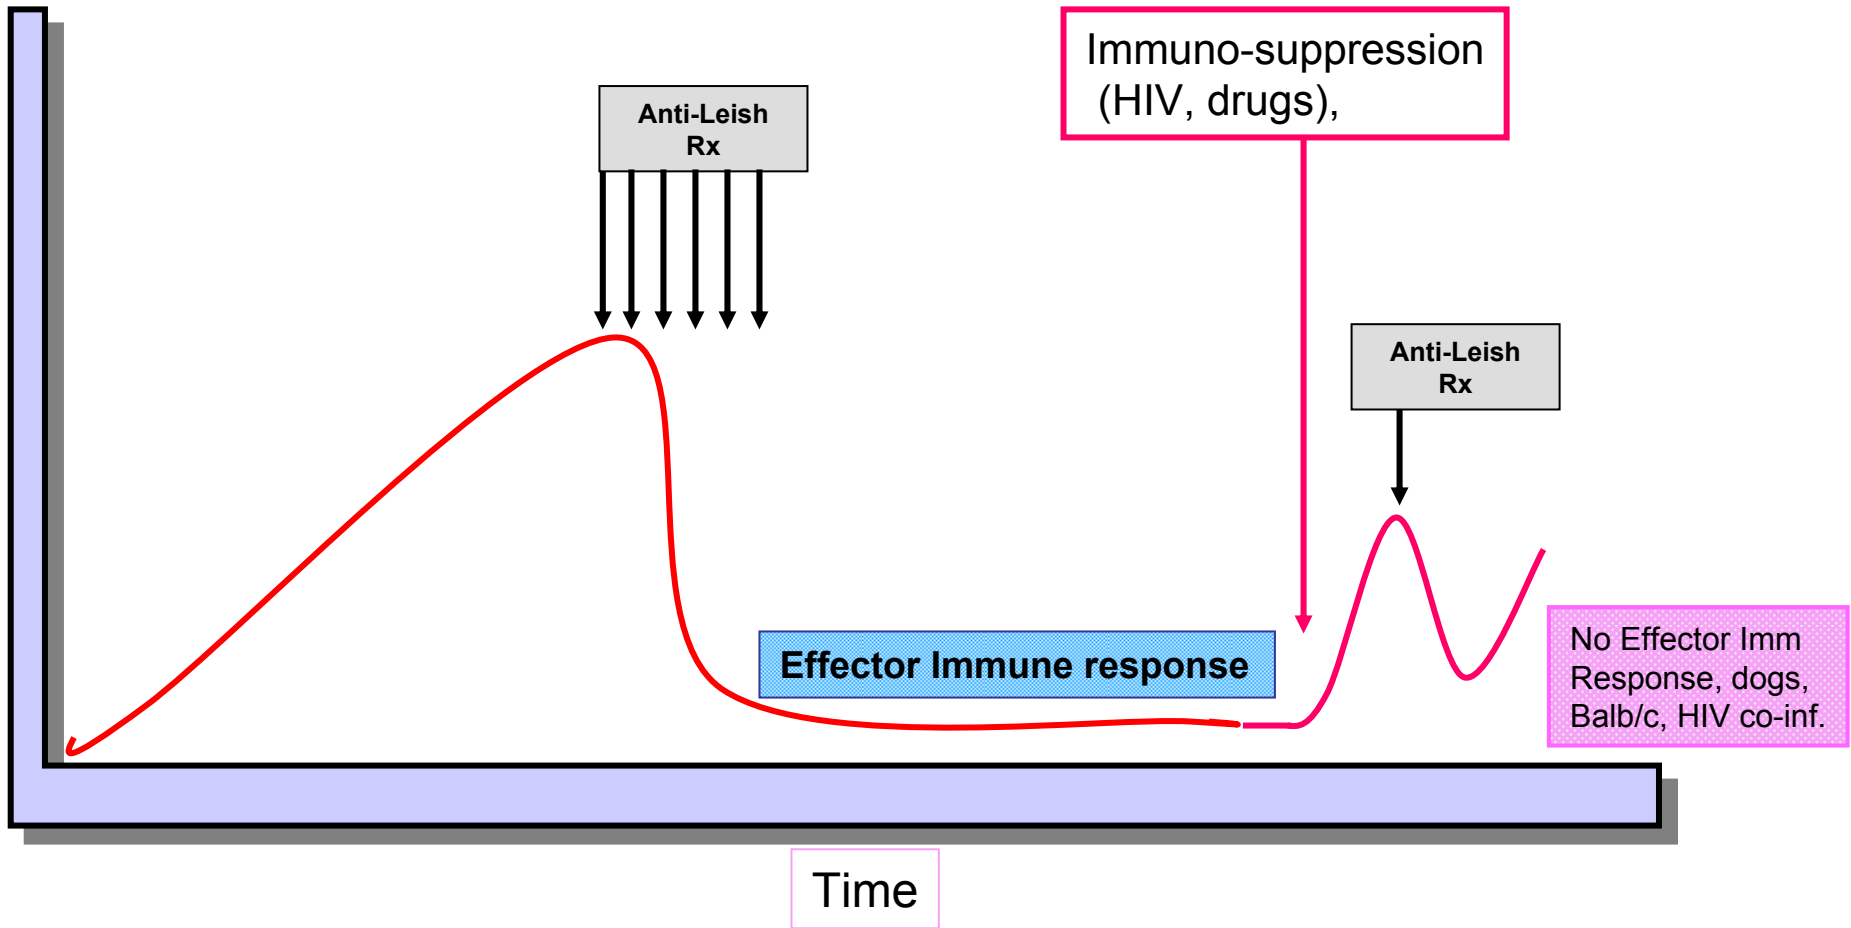 Immuno-suppression
(HIV, drugs),
Anti-Leish
Rx
Anti-Leish
Rx
Effector Immune response
No Effector Imm
Response, dogs,
Balb/c, HIV co-inf.
Time